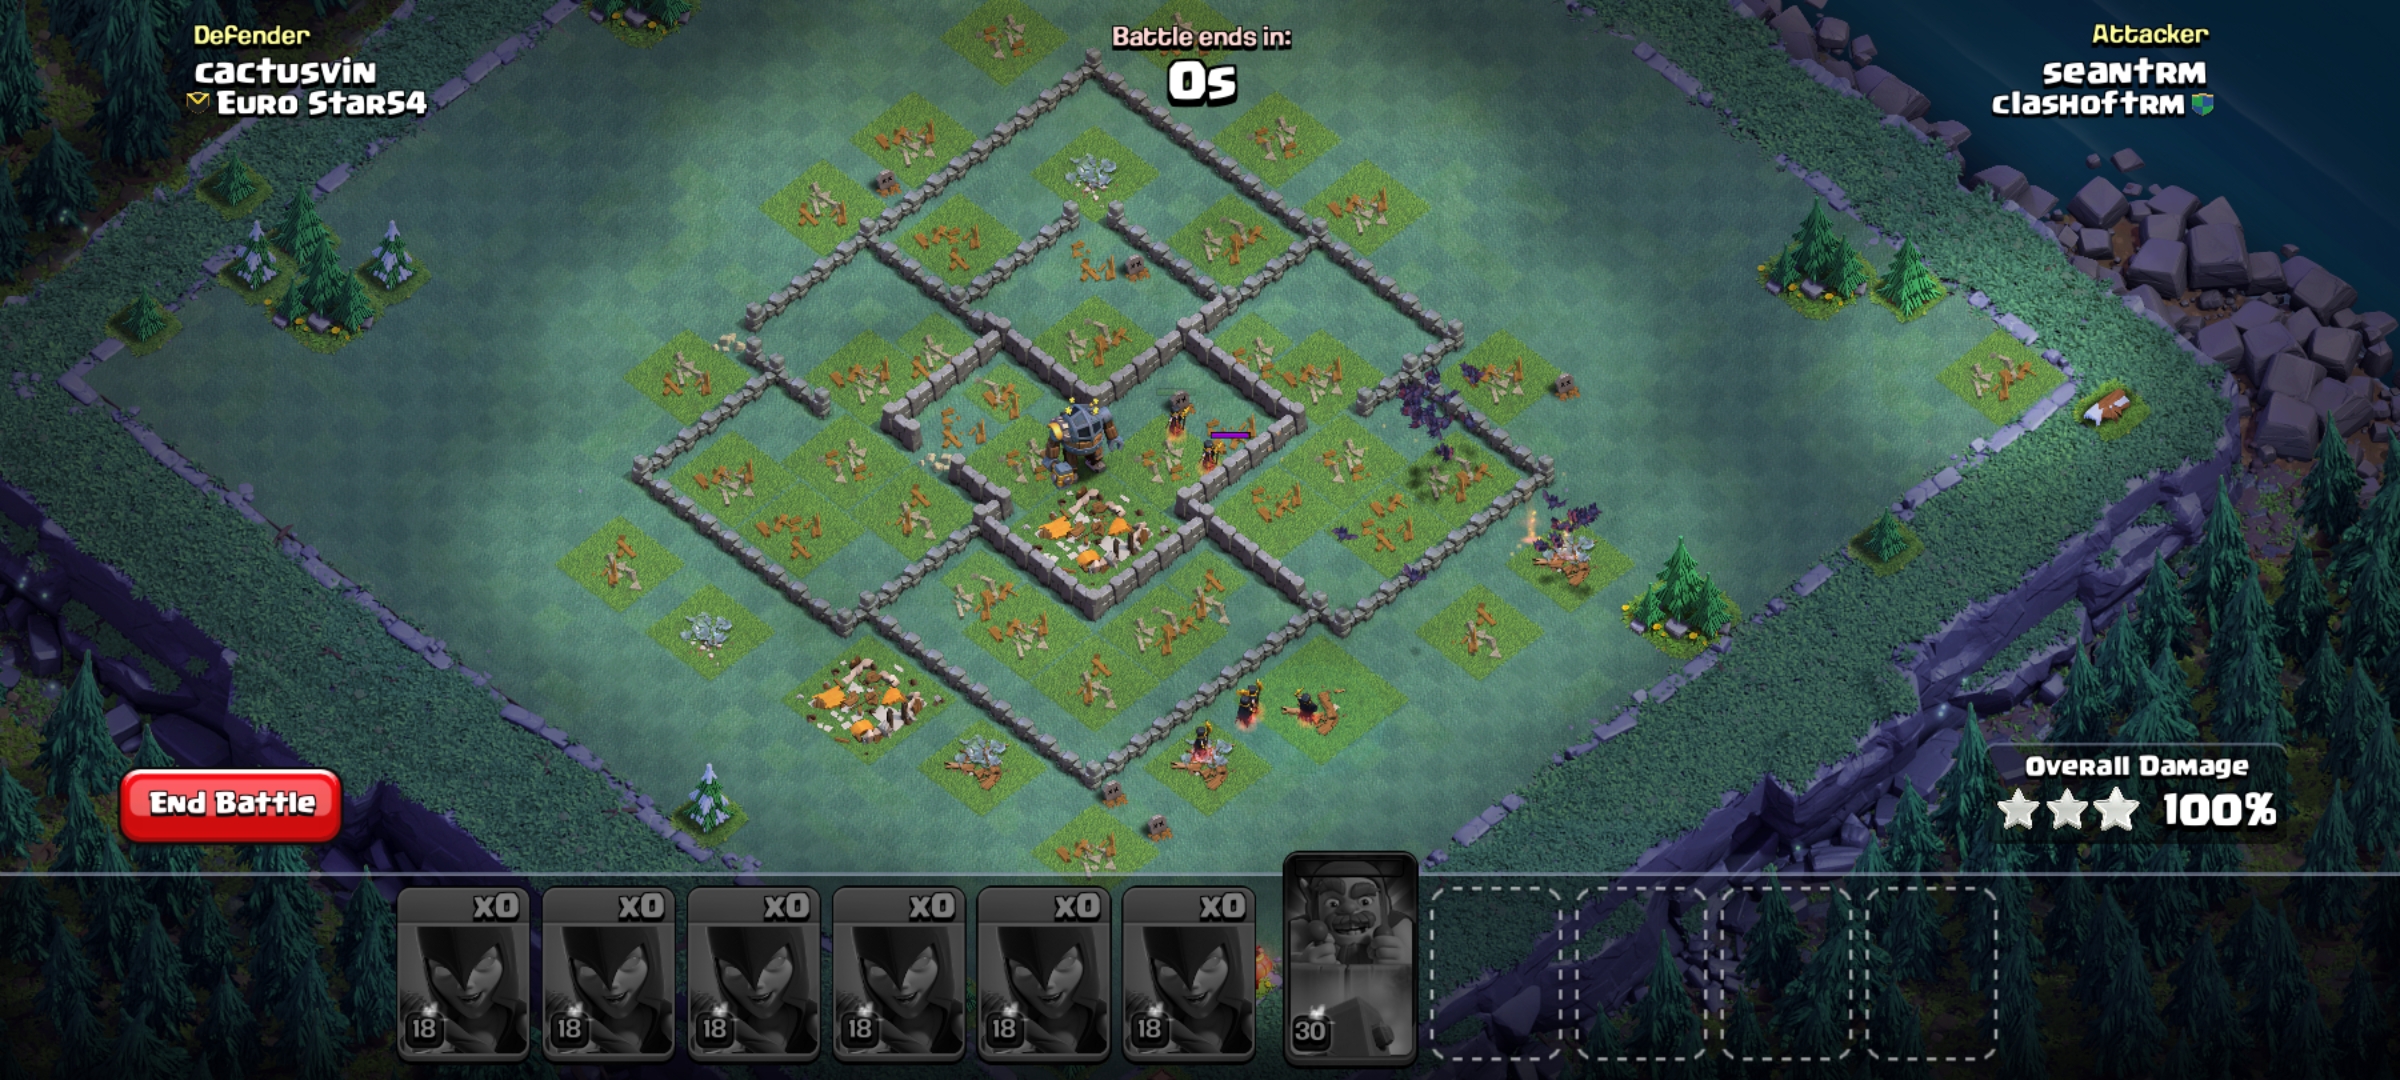 Defender
cactusvin
Euro Star54
Battle ends in:
0s
Attacker
seantRM
clashoftRM
End Battle
Overall Damage
100%
x0
x0
x0
x0
x0
x0
18
18
18
18
18
18
30